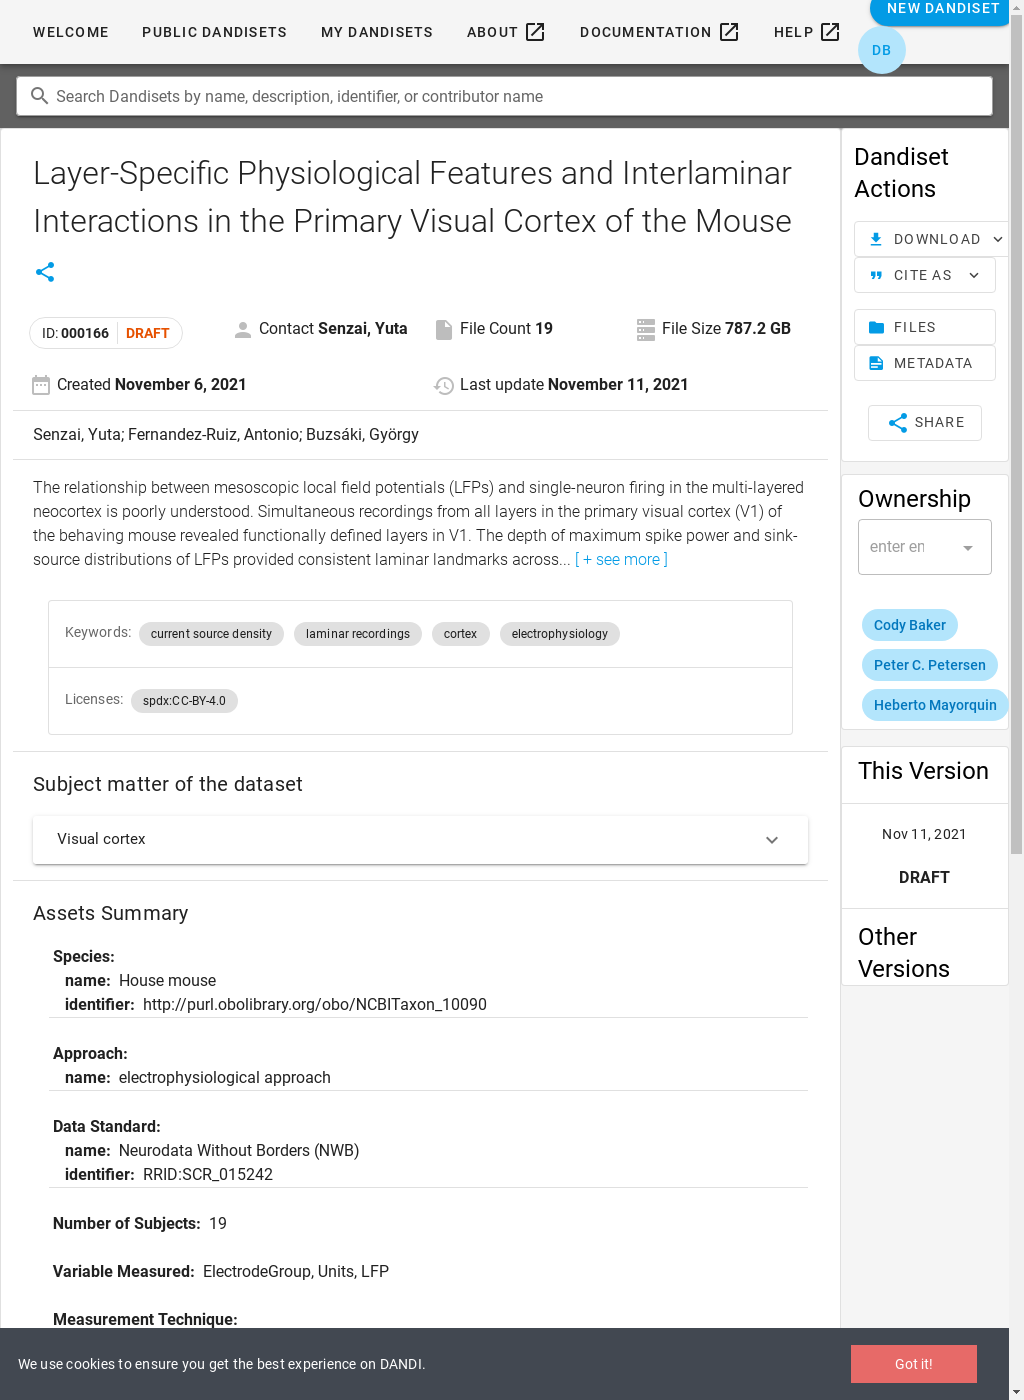 WELCOME PUBLIC DANDISETS MY DANDISETS ABOUT DOCUMENTATION HELP NEW DANDISET
DB
Search Dandisets by name, description, identifier, or contributor name
Layer-Specific Physiological Features and Interlaminar
Interactions in the Primary Visual Cortex of the Mouse
ID: 000166 DRAFT
Contact Senzai, Yuta
File Count 19
File Size 787.2 GB
Created November 6, 2021
Last update November 11, 2021
Senzai, Yuta; Fernandez-Ruiz, Antonio; Buzsáki, György
The relationship between mesoscopic local field potentials (LFPs) and single-neuron firing in the multi-layered
neocortex is poorly understood. Simultaneous recordings from all layers in the primary visual cortex (V1) of
the behaving mouse revealed functionally defined layers in V1. The depth of maximum spike power and sink-
source distributions of LFPs provided consistent laminar landmarks across... [ + see more ]
Keywords: current source density laminar recordings cortex electrophysiology
Licenses: spdx:CC-BY-4.0
Subject matter of the dataset
Visual cortex
Assets Summary
Species:
name: House mouse
identifier: http://purl.obolibrary.org/obo/NCBITaxon_10090
Approach:
name: electrophysiological approach
Data Standard:
name: Neurodata Without Borders (NWB)
identifier: RRID:SCR_015242
Number of Subjects: 19
Variable Measured: ElectrodeGroup, Units, LFP
Measurement Technique:
Dandiset
Actions
DOWNLOAD
CITE AS
FILES
METADATA
SHARE
Ownership
enter en
Cody Baker
Peter C. Petersen
Heberto Mayorquin
This Version
Nov 11, 2021
DRAFT
Other
Versions
We use cookies to ensure you get the best experience on DANDI.
Got it!